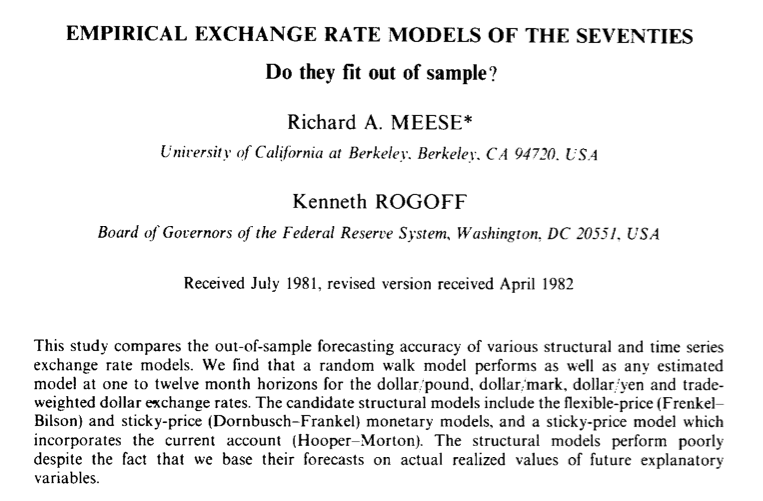 EMPIRICAL EXCHANGE RATE MODELS OF THE SEVENTIES
Do they fit out of sample?
Richard A. MEESE*
University of California at Berkeley, Berkeley, CA 94720, USA
Kenneth ROGOFF
Board of Governors of the Federal Reserve System, Washington, DC 20551, USA
Received July 1981, revised version received April 1982
This study compares the out-of-sample forecasting accuracy of various structural and time series
exchange rate models. We find that a random walk model performs as well as any estimated
model at one to twelve month horizons for the dollar/pound, dollar/mark, dollar/yen and trade-
weighted dollar exchange rates. The candidate structural models include the flexible-price (Frenkel–
Bilson) and sticky-price (Dornbusch–Frankel) monetary models, and a sticky-price model which
incorporates the current account (Hooper–Morton). The structural models perform poorly
despite the fact that we base their forecasts on actual realized values of future explanatory
variables.